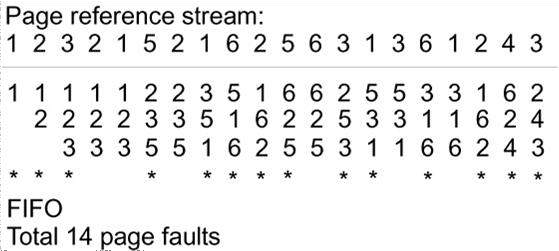 Page reference stream:
1 2 3 2 1 5 2 1 6 2 5 6 3 1 3 6 1 2 4 3
1 1 1 1 1 2 2 3 5 1 6 6 2 5 5 3 3 1 6 2
2 2 2 2 3 3 5 1 6 2 2 5 3 3 1 1 6 2 4
3 3 3 5 5 1 6 2 5 5 3 1 1 6 6 2 4 3
* * * * * * * * * * * * * *
FIFO
Total 14 page faults